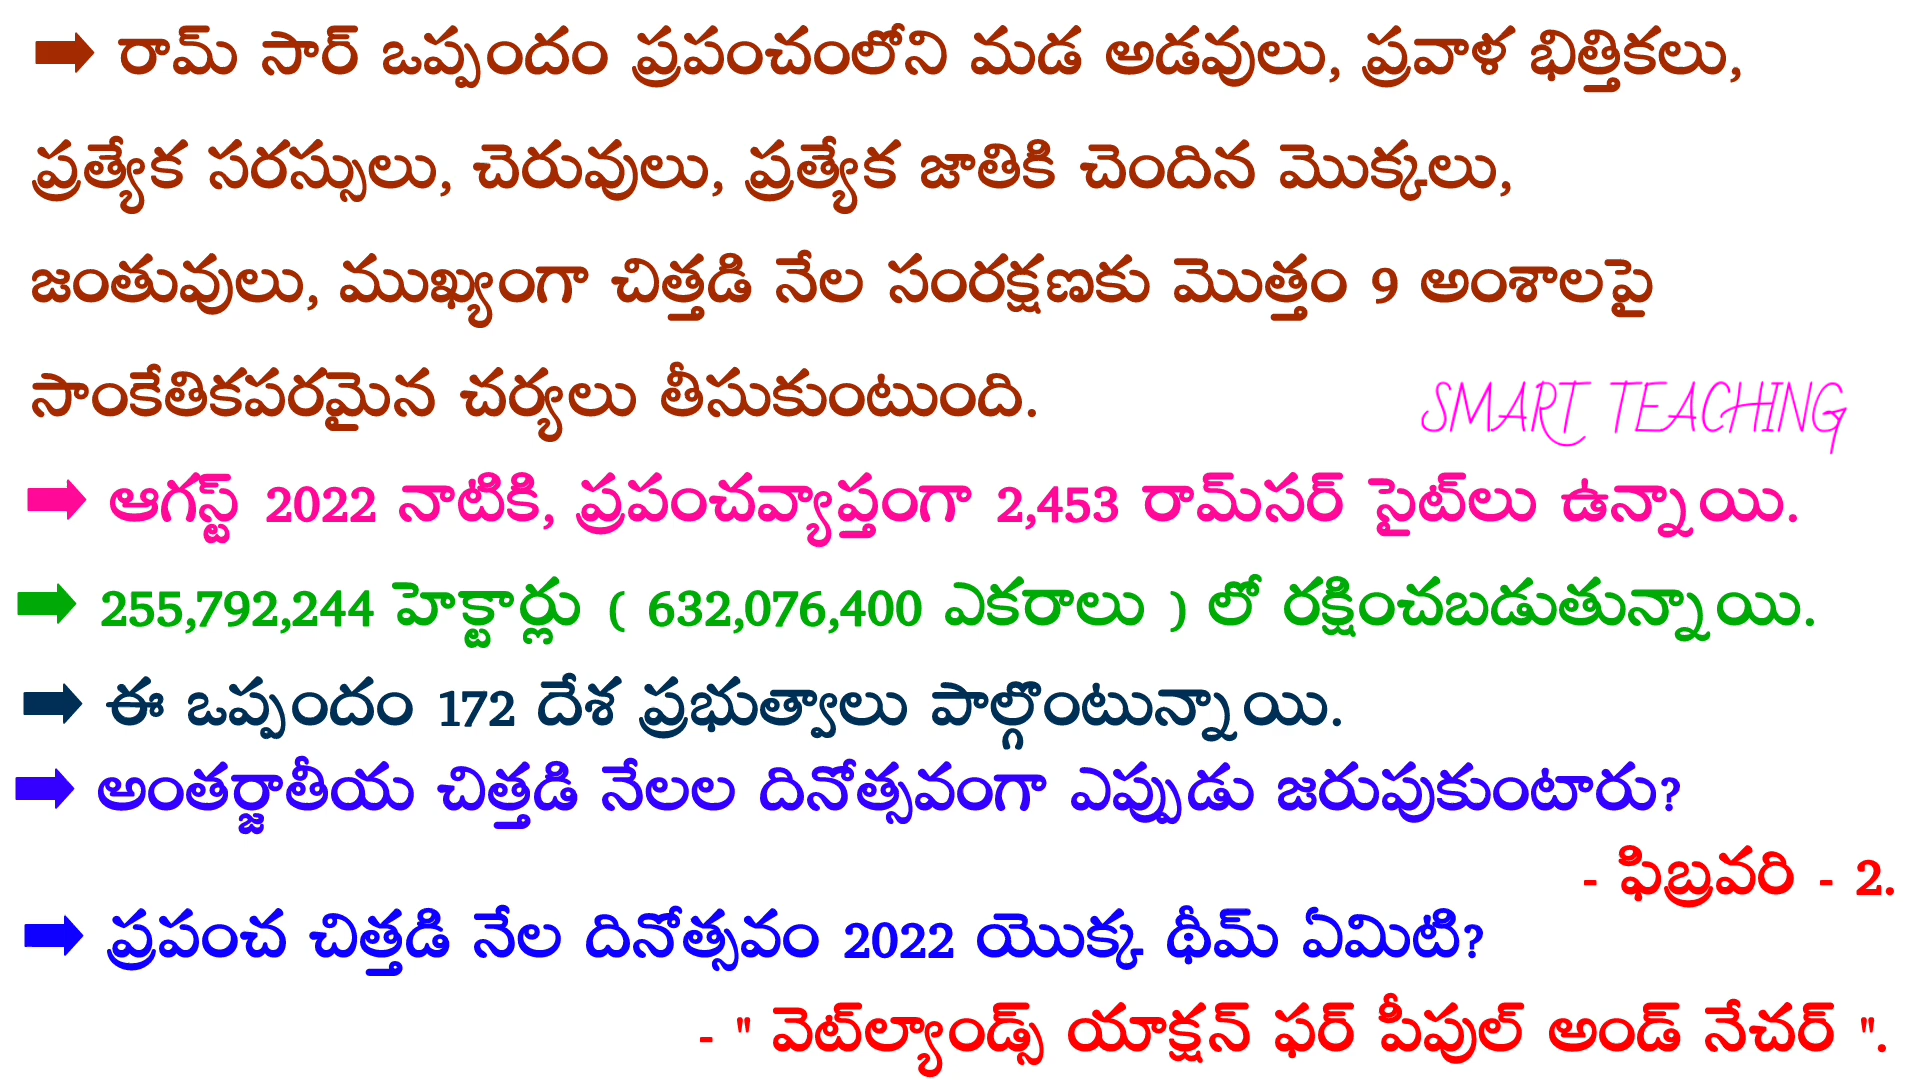 ➡ రామ్ సార్ ఒప్పందం ప్రపంచంలోని మడ అడవులు, ప్రవాళ భిత్తికలు,
ప్రత్యేక సరస్సులు, చెరువులు, ప్రత్యేక జాతికి చెందిన మొక్కలు,
జంతువులు, ముఖ్యంగా చిత్తడి నేల సంరక్షణకు మొత్తం 9 అంశాలపై
సాంకేతికపరమైన చర్యలు తీసుకుంటుంది.
SMART TEACHING
➡ ఆగస్ట్ 2022 నాటికి, ప్రపంచవ్యాప్తంగా 2,453 రామ్‌సర్ సైట్‌లు ఉన్నాయి.
➡ 255,792,244 హెక్టార్లు ( 632,076,400 ఎకరాలు ) లో రక్షించబడుతున్నాయి.
➡ ఈ ఒప్పందం 172 దేశ ప్రభుత్వాలు పాల్గొంటున్నాయి.
➡ అంతర్జాతీయ చిత్తడి నేలల దినోత్సవంగా ఎప్పుడు జరుపుకుంటారు?
- ఫిబ్రవరి - 2.
➡ ప్రపంచ చిత్తడి నేల దినోత్సవం 2022 యొక్క థీమ్ ఏమిటి?
- " వెట్‌ల్యాండ్స్ యాక్షన్ ఫర్ పీపుల్ అండ్ నేచర్ ".